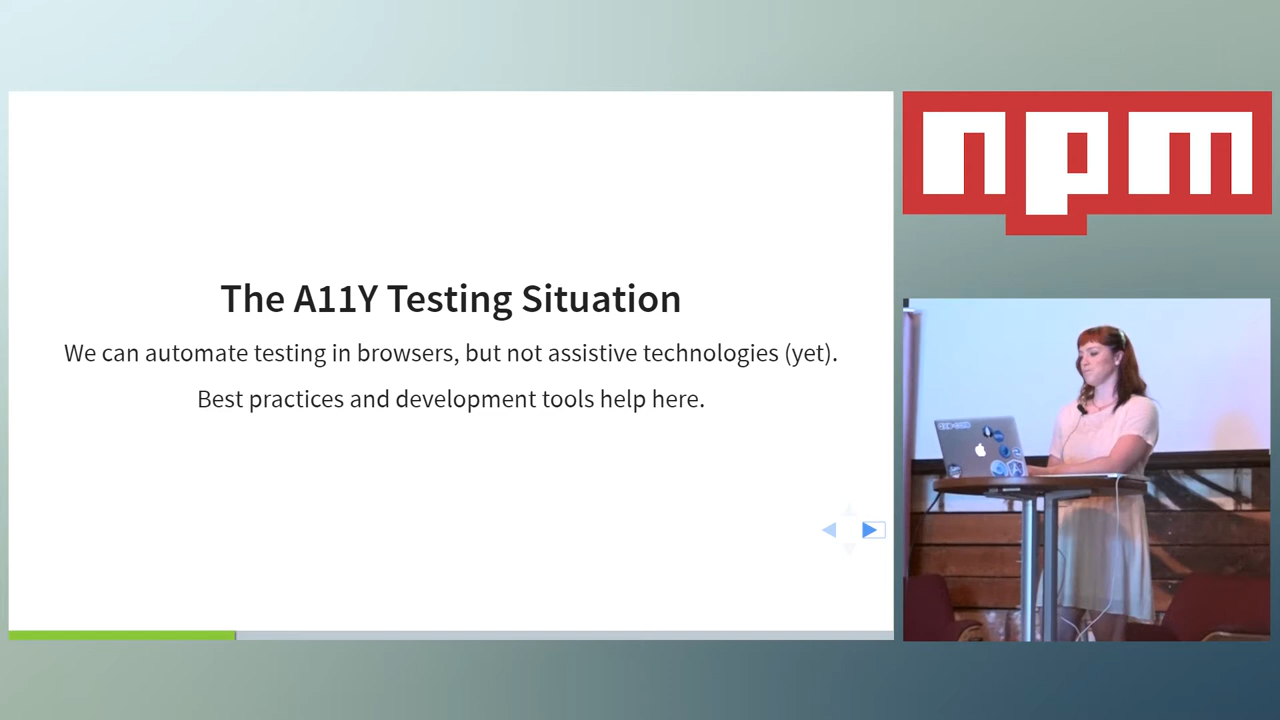 The A11Y Testing Situation
We can automate testing in browsers, but not assistive technologies (yet).
Best practices and development tools help here.
npm